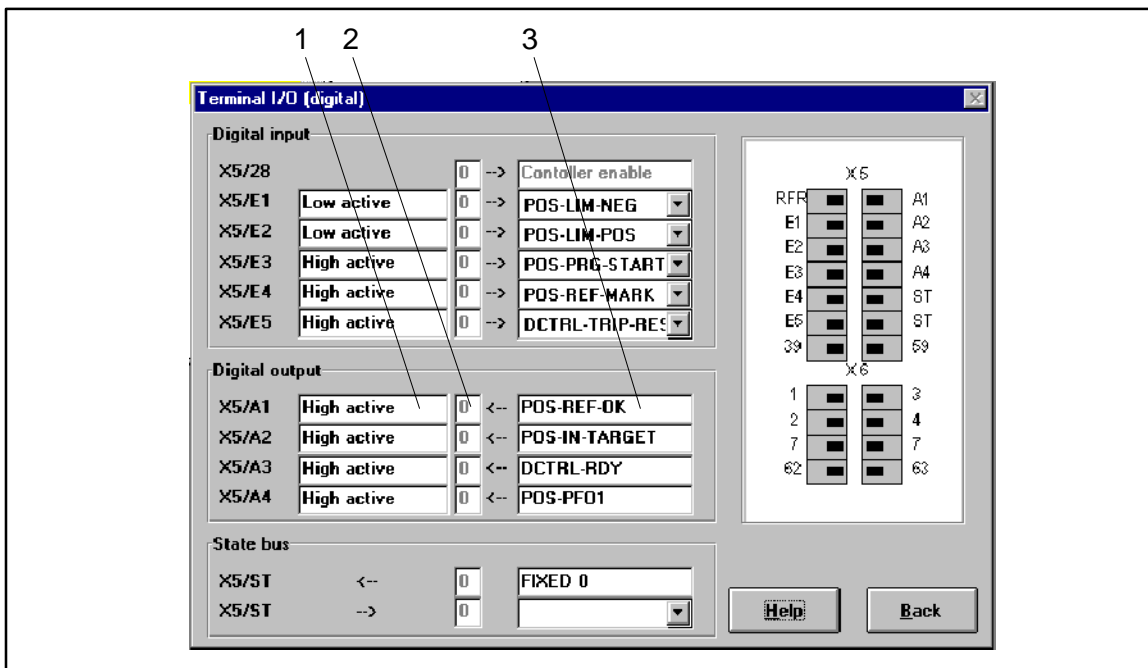 1 2 3
Terminal I/O (digital)
Digital input
X5/28 0 --> Contoller enable
X5/E1 Low active 0 --> POS-LIM-NEG
X5/E2 Low active 0 --> POS-LIM-POS
X5/E3 High active 0 --> POS-PRG-START
X5/E4 High active 0 --> POS-REF-MARK
X5/E5 High active 0 --> DCTRL-TRIP-RES
Digital output
X5/A1 High active 0 <-- POS-REF-OK
X5/A2 High active 0 <-- POS-IN-TARGET
X5/A3 High active 0 <-- DCTRL-RDY
X5/A4 High active 0 <-- POS-PFO1
State bus
X5/ST <-- 0 FIXED 0
X5/ST --> 0
X5
RFR A1
E1 A2
E2 A3
E3 A4
E4 ST
E5 ST
39 59
X6
1 3
2 4
7 7
62 63
Help Back